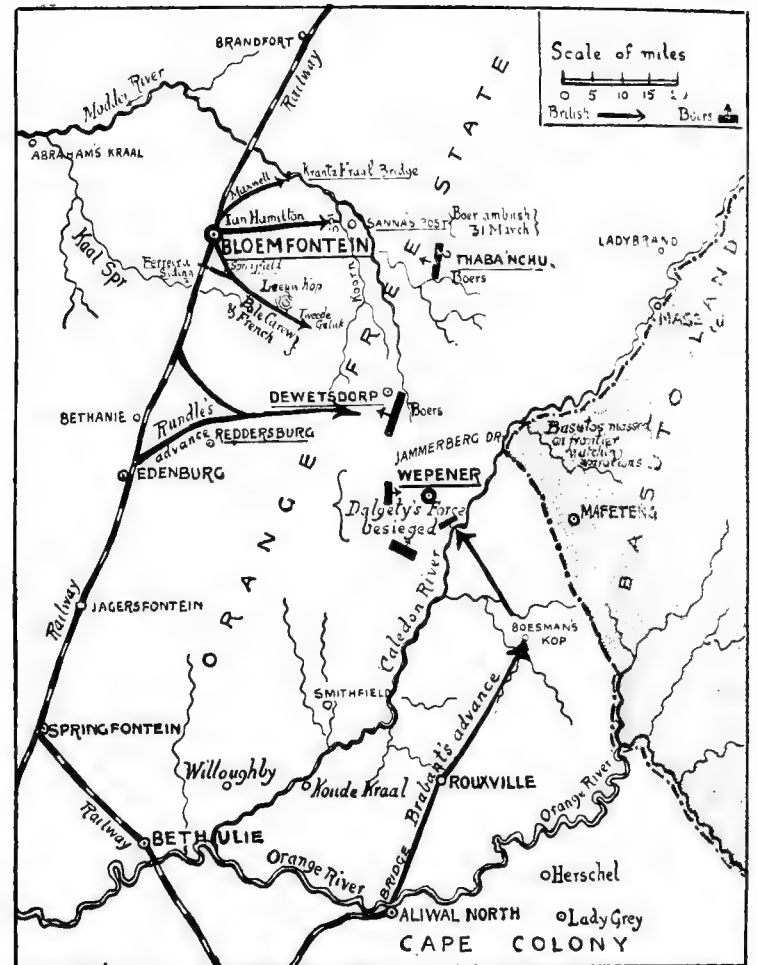 BRANDFORT
Railway
Modder River
ABRAHAM'S KRAAL
Kaal Spr
Scale of miles
0 5 10 15
British
Boers
Maxwell
Krantz Kraal Bridge
Ian Hamilton
SANNA'S POST
Boer ambush
31 March
BLOEMFONTEIN
Ferreira
Siding
Springfield
Leeuw Kop
Tweede
Geluk
Pole Carew
& French
Koorn
THABA'NCHU
Boers
LADYBRAND
ORANGE FREE STATE
BASUTOLAND
BETHANIE
Rundle's
advance
REDDERSBURG
EDENBURG
DEWETSDORP
Boers
JAMMERBERG DR.
WEPENER
Dalgety's Force
besieged
Basutos massed
on frontier
watching
operations
MAFETENG
Railway
JAGERSFONTEIN
Caledon River
BOESMAN'S
KOP
SMITHFIELD
SPRINGFONTEIN
Willoughby
Koude Kraal
Brabant's advance
ROUXVILLE
Orange River
Railway
BETHULIE
Orange River
BRIDGE
Herschel
ALIWAL NORTH
Lady Grey
CAPE COLONY